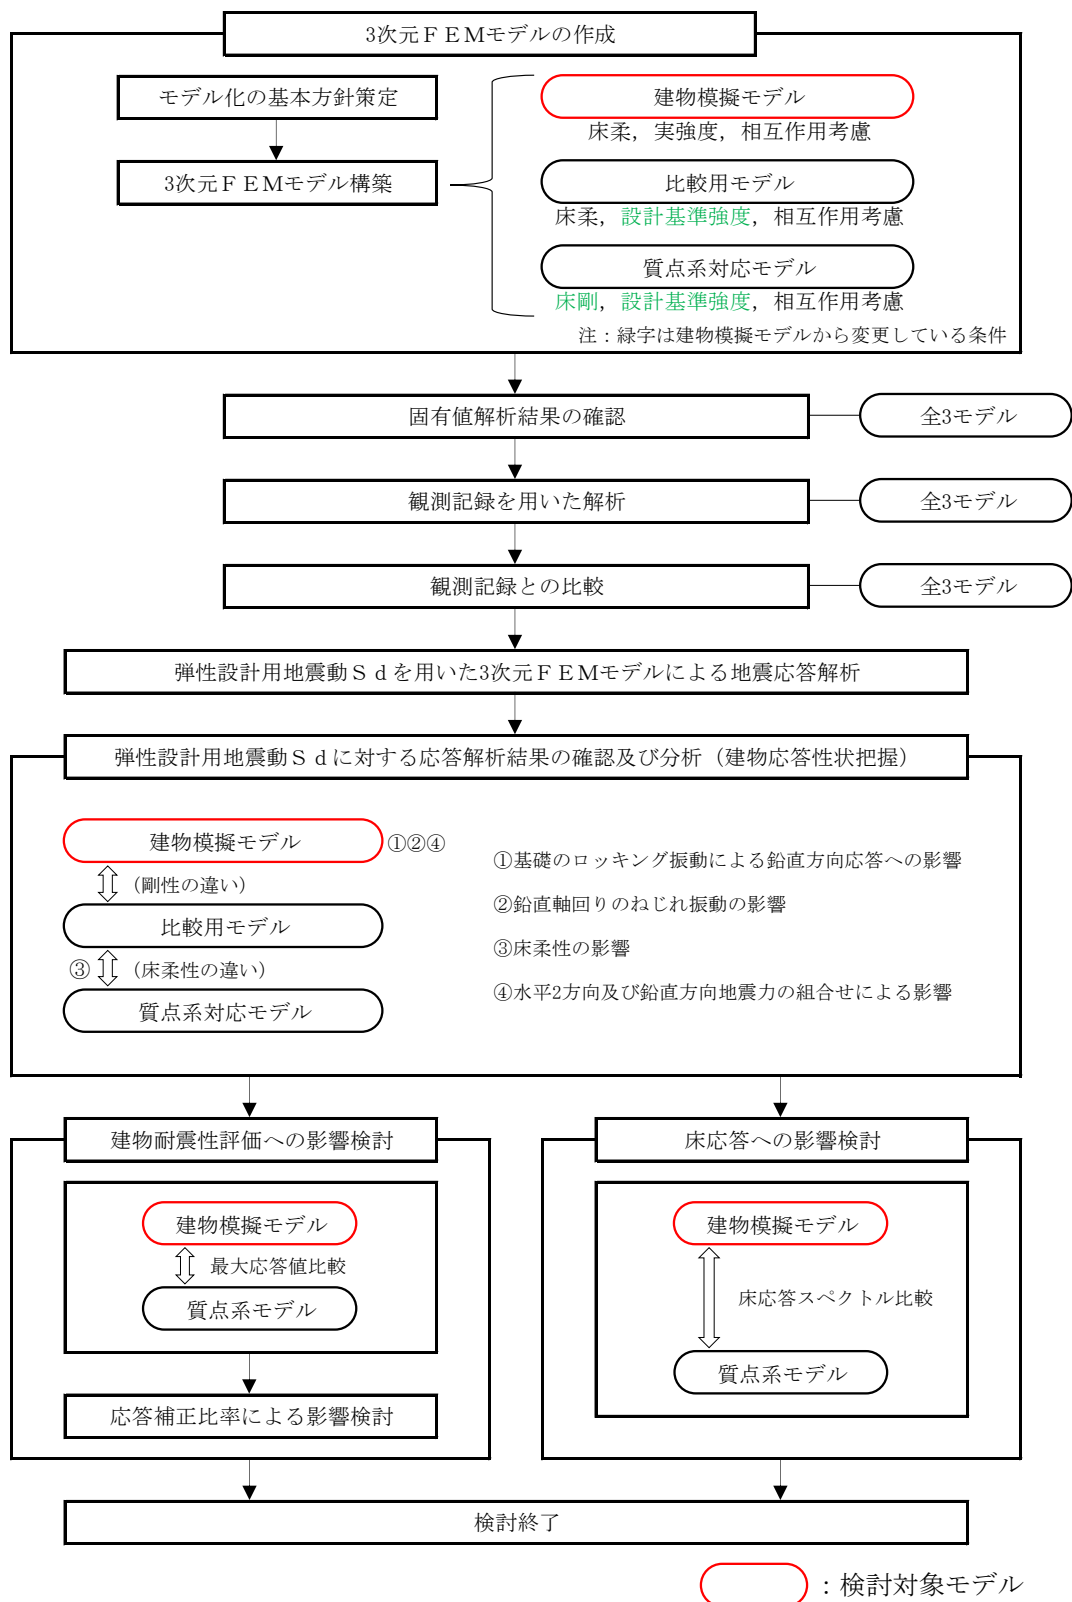 3次元ＦＥＭモデルの作成
モデル化の基本方針策定
3次元ＦＥＭモデル構築
建物模擬モデル
床柔，実強度，相互作用考慮
比較用モデル
床柔，設計基準強度，相互作用考慮
質点系対応モデル
床剛，設計基準強度，相互作用考慮
注：緑字は建物模擬モデルから変更している条件
固有値解析結果の確認
全3モデル
観測記録を用いた解析
全3モデル
観測記録との比較
全3モデル
弾性設計用地震動Ｓｄを用いた3次元ＦＥＭモデルによる地震応答解析
弾性設計用地震動Ｓｄに対する応答解析結果の確認及び分析（建物応答性状把握）
建物模擬モデル
①②④
（剛性の違い）
比較用モデル
③
（床柔性の違い）
質点系対応モデル
①基礎のロッキング振動による鉛直方向応答への影響
②鉛直軸回りのねじれ振動の影響
③床柔性の影響
④水平2方向及び鉛直方向地震力の組合せによる影響
建物耐震性評価への影響検討
建物模擬モデル
最大応答値比較
質点系モデル
応答補正比率による影響検討
床応答への影響検討
建物模擬モデル
床応答スペクトル比較
質点系モデル
検討終了
：検討対象モデル